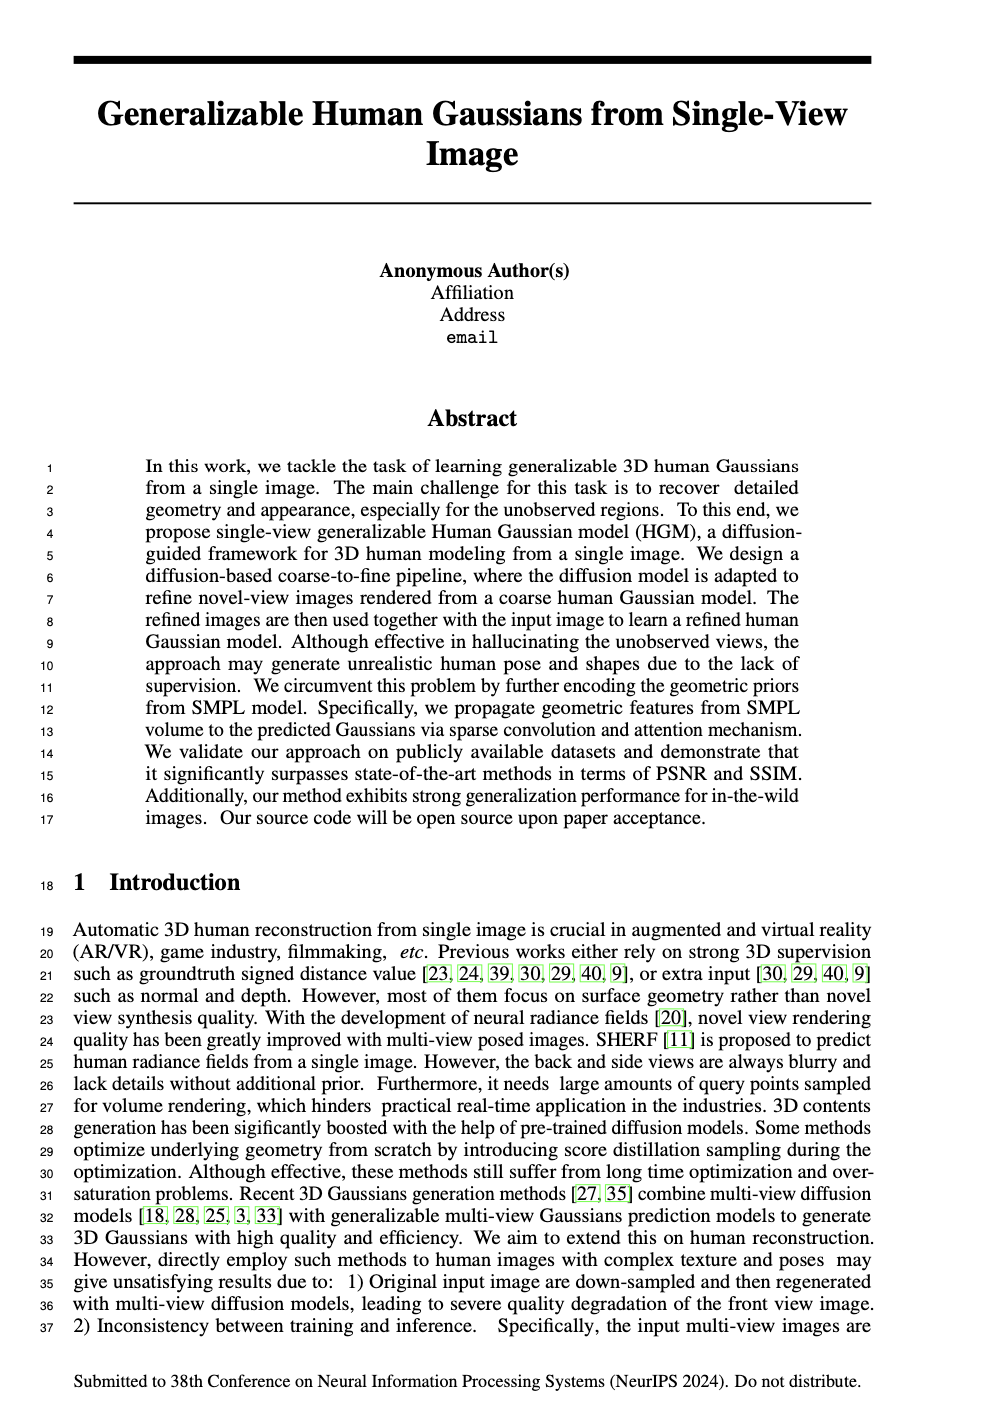 Generalizable Human Gaussians from Single-View
Image
Anonymous Author(s)
Affiliation
Address
email
Abstract
1 In this work, we tackle the task of learning generalizable 3D human Gaussians
2 from a single image. The main challenge for this task is to recover detailed
3 geometry and appearance, especially for the unobserved regions. To this end, we
4 propose single-view generalizable Human Gaussian model (HGM), a diffusion-
5 guided framework for 3D human modeling from a single image. We design a
6 diffusion-based coarse-to-fine pipeline, where the diffusion model is adapted to
7 refine novel-view images rendered from a coarse human Gaussian model. The
8 refined images are then used together with the input image to learn a refined human
9 Gaussian model. Although effective in hallucinating the unobserved views, the
10 approach may generate unrealistic human pose and shapes due to the lack of
11 supervision. We circumvent this problem by further encoding the geometric priors
12 from SMPL model. Specifically, we propagate geometric features from SMPL
13 volume to the predicted Gaussians via sparse convolution and attention mechanism.
14 We validate our approach on publicly available datasets and demonstrate that
15 it significantly surpasses state-of-the-art methods in terms of PSNR and SSIM.
16 Additionally, our method exhibits strong generalization performance for in-the-wild
17 images. Our source code will be open source upon paper acceptance.
18 1 Introduction
19 Automatic 3D human reconstruction from single image is crucial in augmented and virtual reality
20 (AR/VR), game industry, filmmaking, etc. Previous works either rely on strong 3D supervision
21 such as groundtruth signed distance value [23, 24, 39, 30, 29, 40, 9], or extra input [30, 29, 40, 9]
22 such as normal and depth. However, most of them focus on surface geometry rather than novel
23 view synthesis quality. With the development of neural radiance fields [20], novel view rendering
24 quality has been greatly improved with multi-view posed images. SHERF [11] is proposed to predict
25 human radiance fields from a single image. However, the back and side views are always blurry and
26 lack details without additional prior. Furthermore, it needs large amounts of query points sampled
27 for volume rendering, which hinders practical real-time application in the industries. 3D contents
28 generation has been sigificantly boosted with the help of pre-trained diffusion models. Some methods
29 optimize underlying geometry from scratch by introducing score distillation sampling during the
30 optimization. Although effective, these methods still suffer from long time optimization and over-
31 saturation problems. Recent 3D Gaussians generation methods [27, 35] combine multi-view diffusion
32 models [18, 28, 25, 3, 33] with generalizable multi-view Gaussians prediction models to generate
33 3D Gaussians with high quality and efficiency. We aim to extend this on human reconstruction.
34 However, directly employ such methods to human images with complex texture and poses may
35 give unsatisfying results due to: 1) Original input image are down-sampled and then regenerated
36 with multi-view diffusion models, leading to severe quality degradation of the front view image.
37 2) Inconsistency between training and inference. Specifically, the input multi-view images are
Submitted to 38th Conference on Neural Information Processing Systems (NeurIPS 2024). Do not distribute.